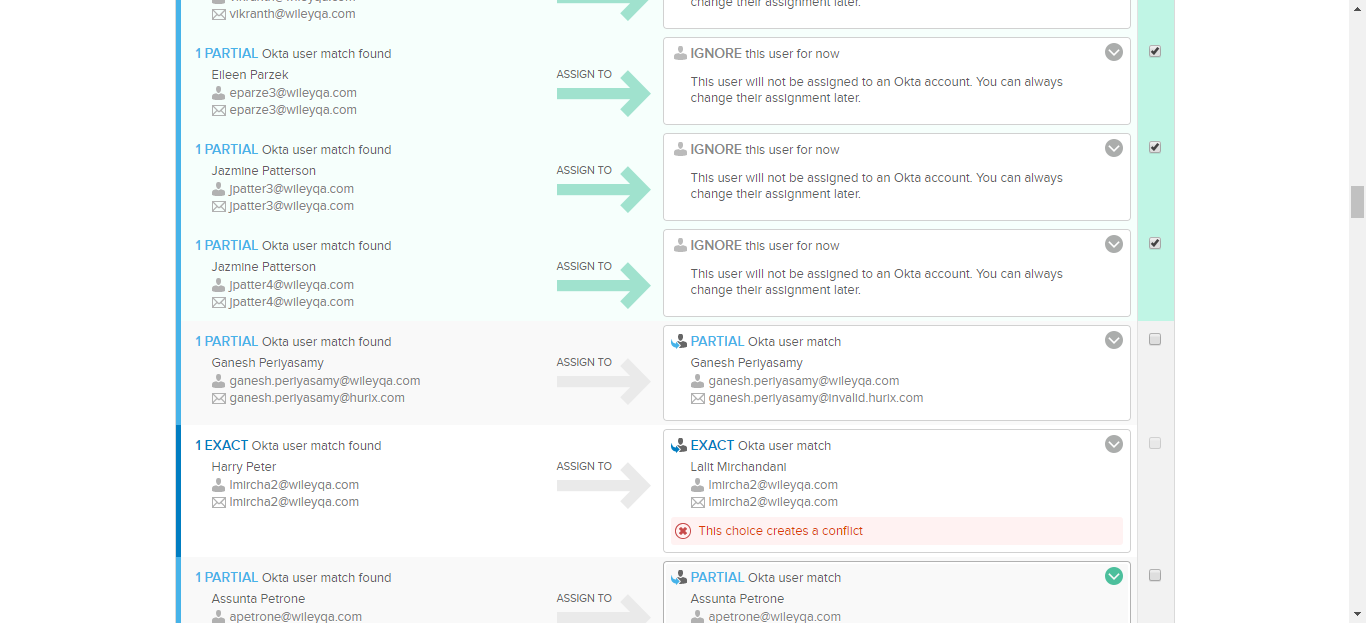 vikranth@wileyqa.com
change their assignment later.
1 PARTIAL Okta user match found
Eileen Parzek
eparze3@wileyqa.com
eparze3@wileyqa.com
ASSIGN TO
IGNORE this user for now
This user will not be assigned to an Okta account. You can always
change their assignment later.
1 PARTIAL Okta user match found
Jazmine Patterson
jpatter3@wileyqa.com
jpatter3@wileyqa.com
ASSIGN TO
IGNORE this user for now
This user will not be assigned to an Okta account. You can always
change their assignment later.
1 PARTIAL Okta user match found
Jazmine Patterson
jpatter4@wileyqa.com
jpatter4@wileyqa.com
ASSIGN TO
IGNORE this user for now
This user will not be assigned to an Okta account. You can always
change their assignment later.
1 PARTIAL Okta user match found
Ganesh Periyasamy
ganesh.periyasamy@wileyqa.com
ganesh.periyasamy@hurix.com
ASSIGN TO
PARTIAL Okta user match
Ganesh Periyasamy
ganesh.periyasamy@wileyqa.com
ganesh.periyasamy@invalid.hurix.com
1 EXACT Okta user match found
Harry Peter
lmircha2@wileyqa.com
lmircha2@wileyqa.com
ASSIGN TO
EXACT Okta user match
Lalit Mirchandani
lmircha2@wileyqa.com
lmircha2@wileyqa.com
This choice creates a conflict
1 PARTIAL Okta user match found
Assunta Petrone
apetrone@wileyqa.com
ASSIGN TO
PARTIAL Okta user match
Assunta Petrone
apetrone@wileyqa.com